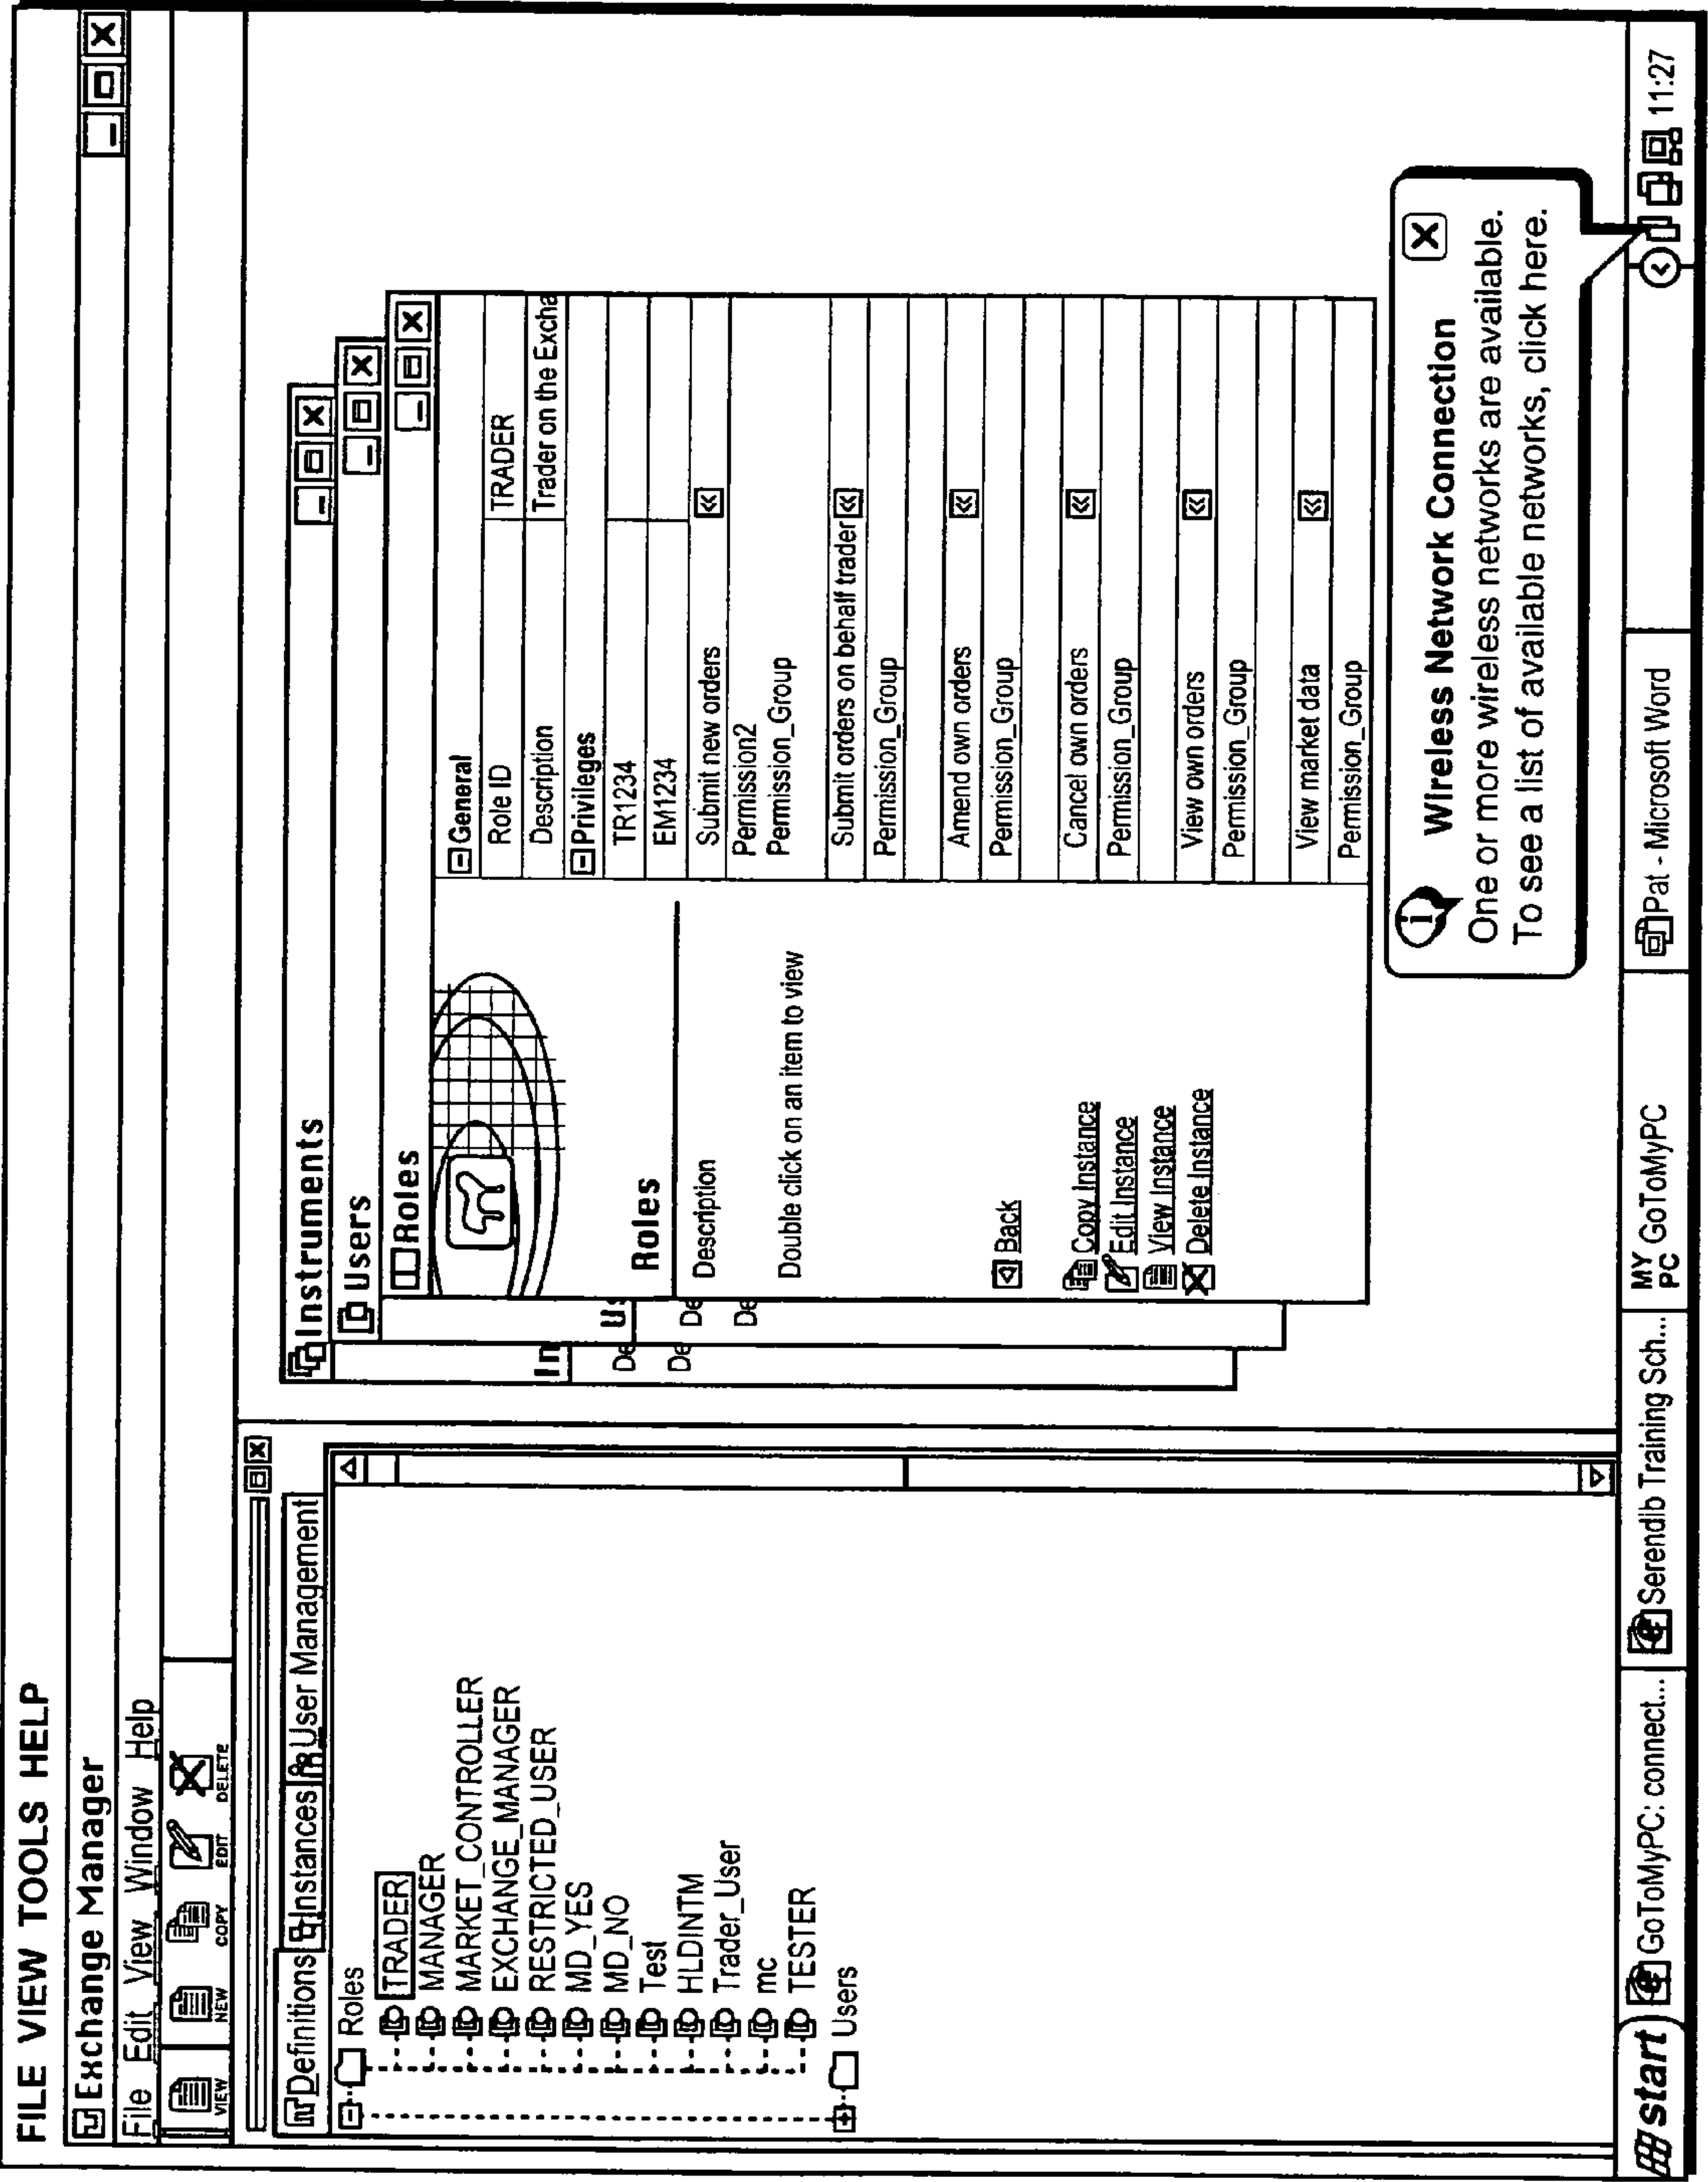 FILE VIEW TOOLS HELP
Exchange Manager
File Edit View Window Help
VIEW NEW COPY EDIT DELETE
Definitions Instances User Management
Roles
TRADER
MANAGER
MARKET_CONTROLLER
EXCHANGE_MANAGER
RESTRICTED_USER
MD_YES
MD_NO
Test
HLDINTM
Trader_User
mc
TESTER
Users
Instruments
In
De
De
Users
Us
De
De
Roles
Roles
Description
Double click on an item to view
Back
Copy Instance
Edit Instance
View Instance
Delete Instance
General
Role ID TRADER
Description Trader on the Excha
Privileges
TR1234
EM1234
Submit new orders
Permission2
Permission_Group
Submit orders on behalf trader
Permission_Group
Amend own orders
Permission_Group
Cancel own orders
Permission_Group
View own orders
Permission_Group
View market data
Permission_Group
Wireless Network Connection
One or more wireless networks are available.
To see a list of available networks, click here.
start GoToMyPC: connect... Serendib Training Sch... MY PC GoToMyPC Pat - Microsoft Word 11:27